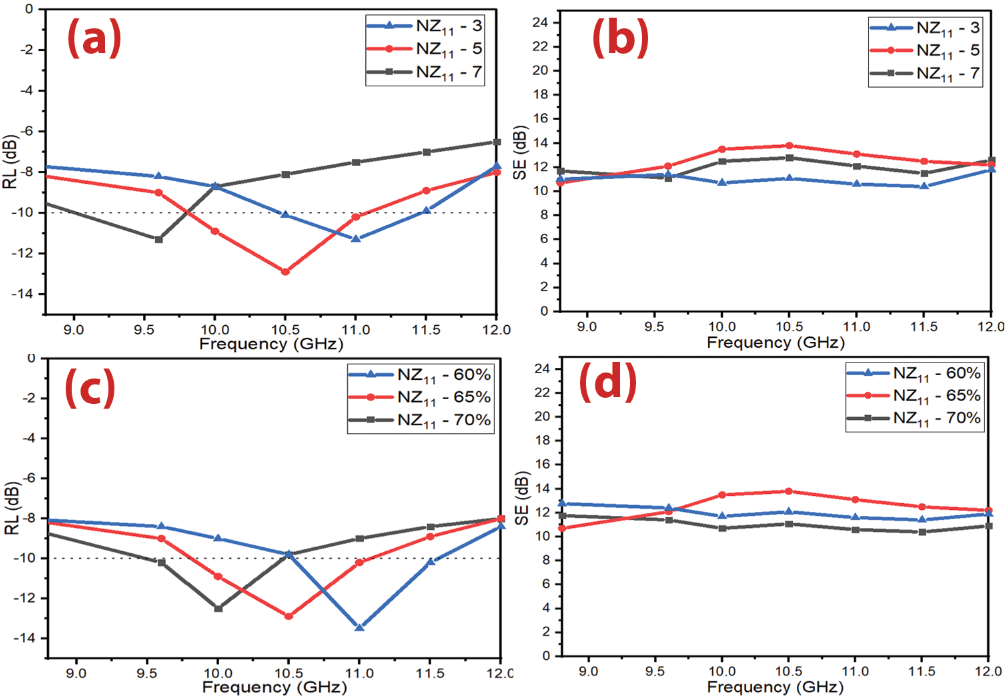 (a)
NZ11 - 3
NZ11 - 5
NZ11 - 7
0
-2
-4
-6
-8
-10
-12
-14
RL (dB)
9.0 9.5 10.0 10.5 11.0 11.5 12.0
Frequency (GHz)
(b)
NZ11 - 3
NZ11 - 5
NZ11 - 7
24
22
20
18
16
14
12
10
8
6
4
2
0
SE (dB)
9.0 9.5 10.0 10.5 11.0 11.5 12.0
Frequency (GHz)
(c)
NZ11 - 60%
NZ11 - 65%
NZ11 - 70%
0
-2
-4
-6
-8
-10
-12
-14
RL (dB)
9.0 9.5 10.0 10.5 11.0 11.5 12.0
Frequency (GHz)
(d)
NZ11 - 60%
NZ11 - 65%
NZ11 - 70%
24
22
20
18
16
14
12
10
8
6
4
2
0
SE (dB)
9.0 9.5 10.0 10.5 11.0 11.5 12.0
Frequency (GHz)